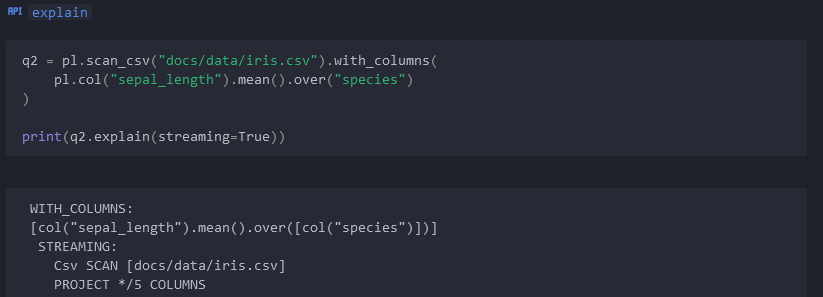 API explain
q2 = pl.scan_csv("docs/data/iris.csv").with_columns(
    pl.col("sepal_length").mean().over("species")
)
print(q2.explain(streaming=True))
WITH_COLUMNS:
[col("sepal_length").mean().over([col("species")])]
STREAMING:
Csv SCAN [docs/data/iris.csv]
PROJECT */5 COLUMNS